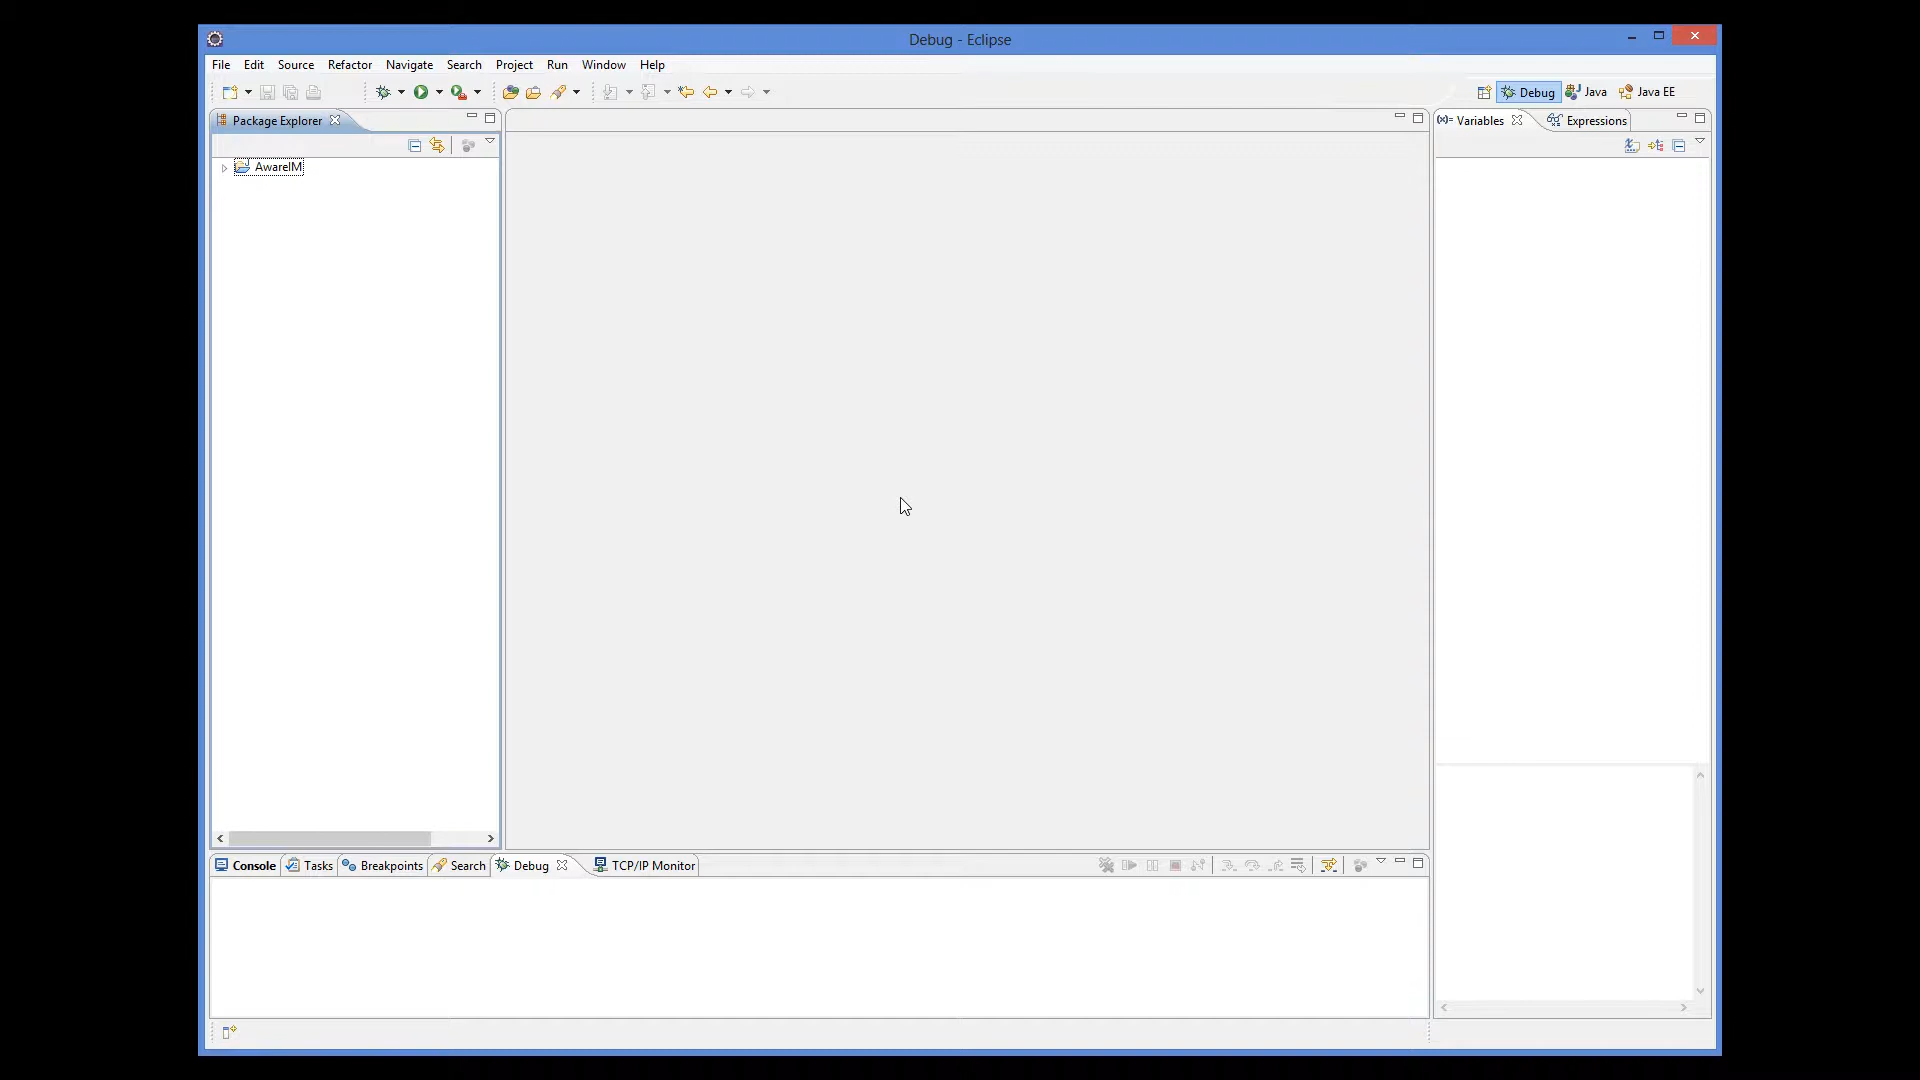 Debug - Eclipse
File Edit Source Refactor Navigate Search Project Run Window Help
Debug Java Java EE
Package Explorer
Variables Expressions
AwareIM
Console Tasks Breakpoints Search Debug TCP/IP Monitor